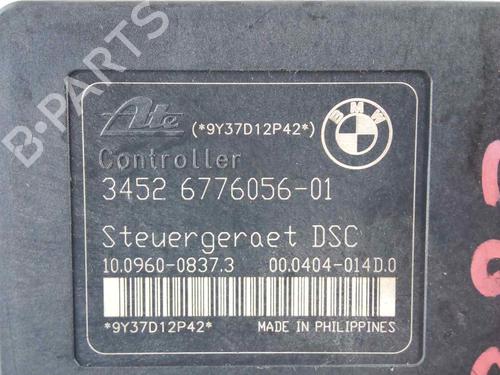 B-PARTS
Ate (*9Y37D12P42*) BMW
Controller
3452 6776056-01
Steuergeraet DSC
10.0960-0837.3 00.0404-014D.0
*9Y37D12P42* MADE IN PHILIPPINES